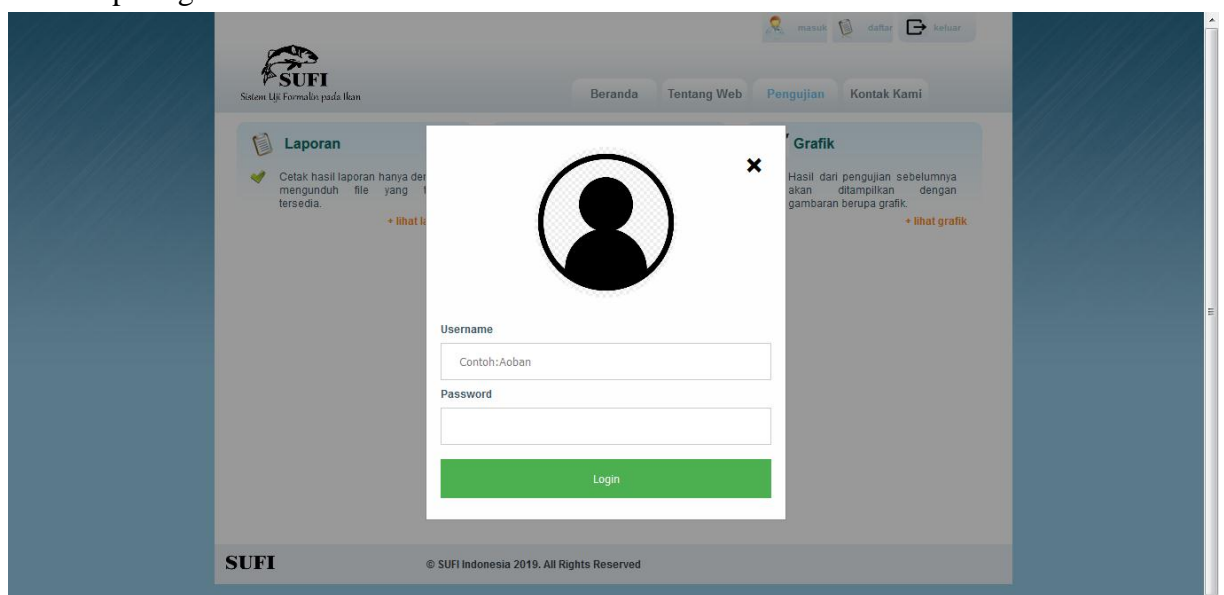 masuk daftar keluar
SUFI
Sistem Uji Formalin pada Ikan
Beranda Tentang Web Pengujian Kontak Kami
Laporan
Cetak hasil laporan hanya
mengunduh file yang
tersedia.
+ lihat
Grafik
Hasil dari pengujian sebelumnya
akan ditampilkan dengan
gambaran berupa grafik.
+ lihat grafik
Username
Contoh:Aoban
Password
Login
SUFI
© SUFI Indonesia 2019. All Rights Reserved